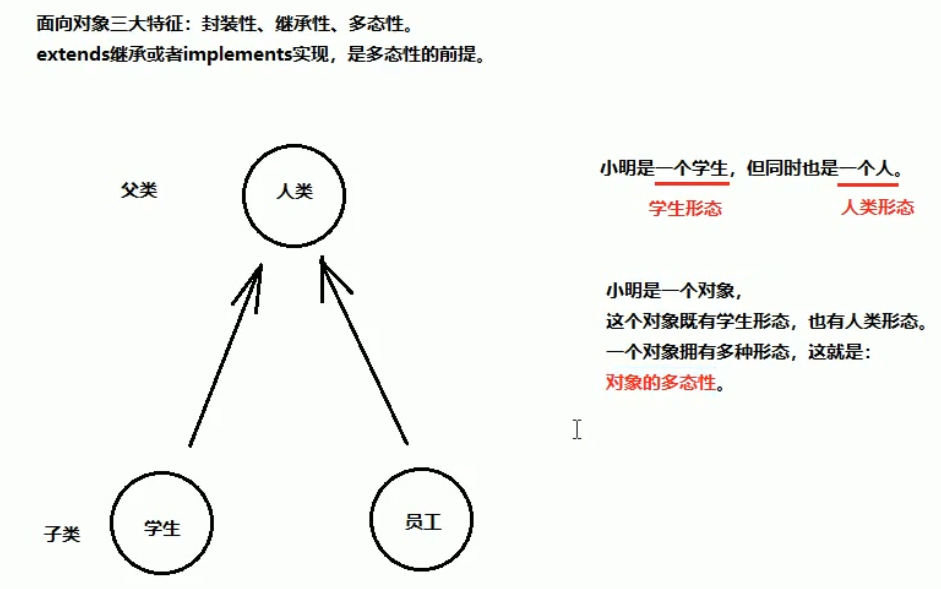 面向对象三大特征：封装性、继承性、多态性。
extends继承或者implements实现，是多态性的前提。
父类
人类
小明是一个学生，但同时也是一个人。
学生形态
人类形态
小明是一个对象，
这个对象既有学生形态，也有人类形态。
一个对象拥有多种形态，这就是：
对象的多态性。
子类
学生
员工